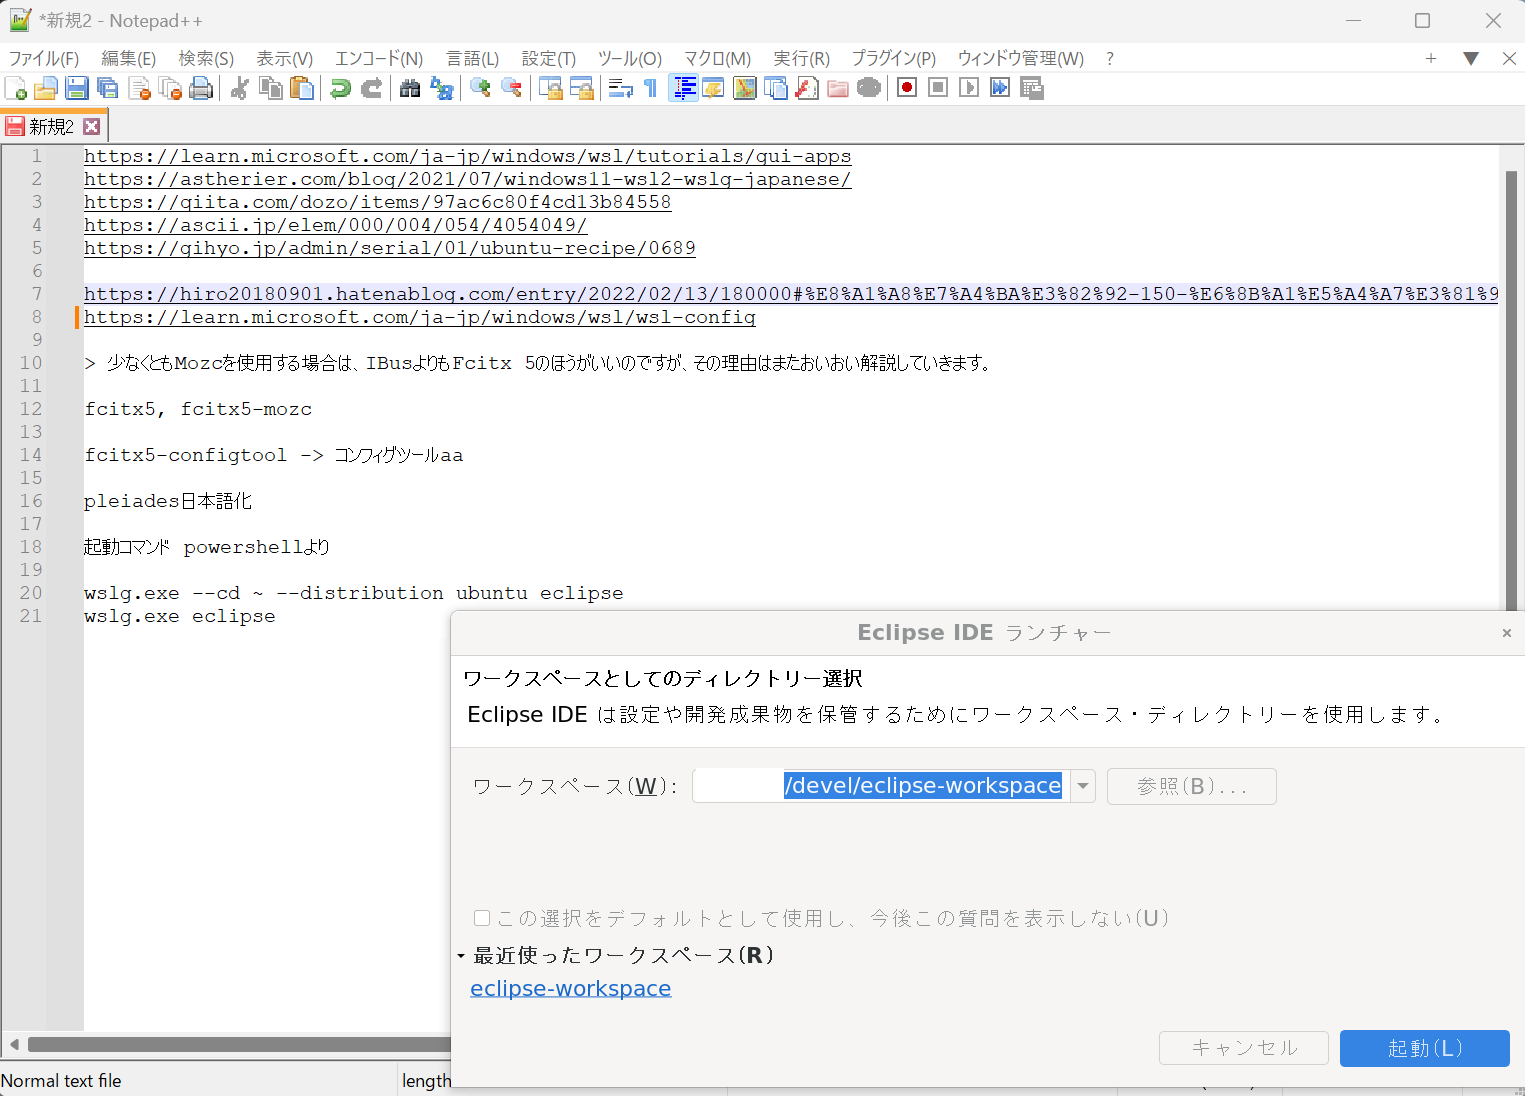 *新規2 - Notepad++
ファイル(F) 編集(E) 検索(S) 表示(V) エンコード(N) 言語(L) 設定(T) ツール(O) マクロ(M) 実行(R) プラグイン(P) ウィンドウ管理(W) ?
新規2
1 https://learn.microsoft.com/ja-jp/windows/wsl/tutorials/gui-apps
2 https://astherier.com/blog/2021/07/windows11-wsl2-wslg-japanese/
3 https://qiita.com/dozo/items/97ac6c80f4cd13b84558
4 https://ascii.jp/elem/000/004/054/4054049/
5 https://gihyo.jp/admin/serial/01/ubuntu-recipe/0689
6
7 https://hiro20180901.hatenablog.com/entry/2022/02/13/180000#%E8%A1%A8%E7%A4%BA%E3%82%92-150-%E6%8B%A1%E5%A4%A7%E3%81%9
8 https://learn.microsoft.com/ja-jp/windows/wsl/wsl-config
9
10 > 少なくともMozcを使用する場合は、IBusよりもFcitx 5のほうがいいのですが、その理由はまたおいおい解説していきます。
11
12 fcitx5, fcitx5-mozc
13
14 fcitx5-configtool -> コンフィグツールaa
15
16 pleiades日本語化
17
18 起動コマンド powershellより
19
20 wslg.exe --cd ~ --distribution ubuntu eclipse
21 wslg.exe eclipse
Eclipse IDE ランチャー
ワークスペースとしてのディレクトリー選択
Eclipse IDE は設定や開発成果物を保管するためにワークスペース・ディレクトリーを使用します。
ワークスペース(W): /devel/eclipse-workspace 参照(B)...
この選択をデフォルトとして使用し、今後この質問を表示しない(U)
最近使ったワークスペース(R)
eclipse-workspace
キャンセル 起動(L)
Normal text file length